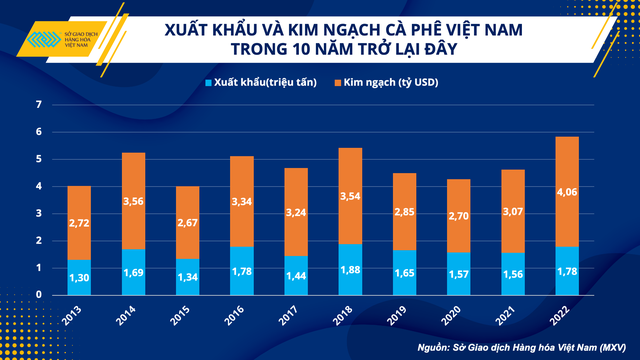 SỞ GIAO DỊCH
HÀNG HÓA
VIỆT NAM
XUẤT KHẨU VÀ KIM NGẠCH CÀ PHÊ VIỆT NAM
TRONG 10 NĂM TRỞ LẠI ĐÂY
Xuất khẩu(triệu tấn) Kim ngạch (tỷ USD)
7
6
5
4
3
2
1
0
2,72 3,56 2,67 3,34 3,24 3,54 2,85 2,70 3,07 4,06
1,30 1,69 1,34 1,78 1,44 1,88 1,65 1,57 1,56 1,78
2013 2014 2015 2016 2017 2018 2019 2020 2021 2022
Nguồn: Sở Giao dịch Hàng hóa Việt Nam (MXV)